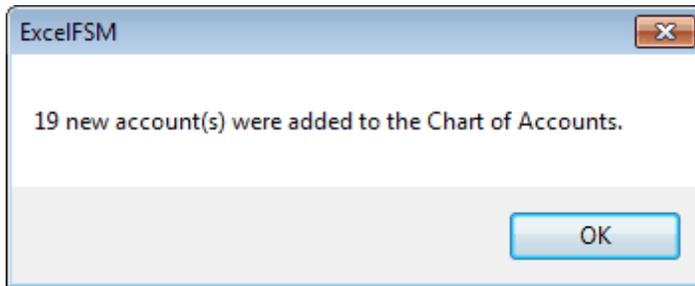 ExcelFSM
19 new account(s) were added to the Chart of Accounts.
OK